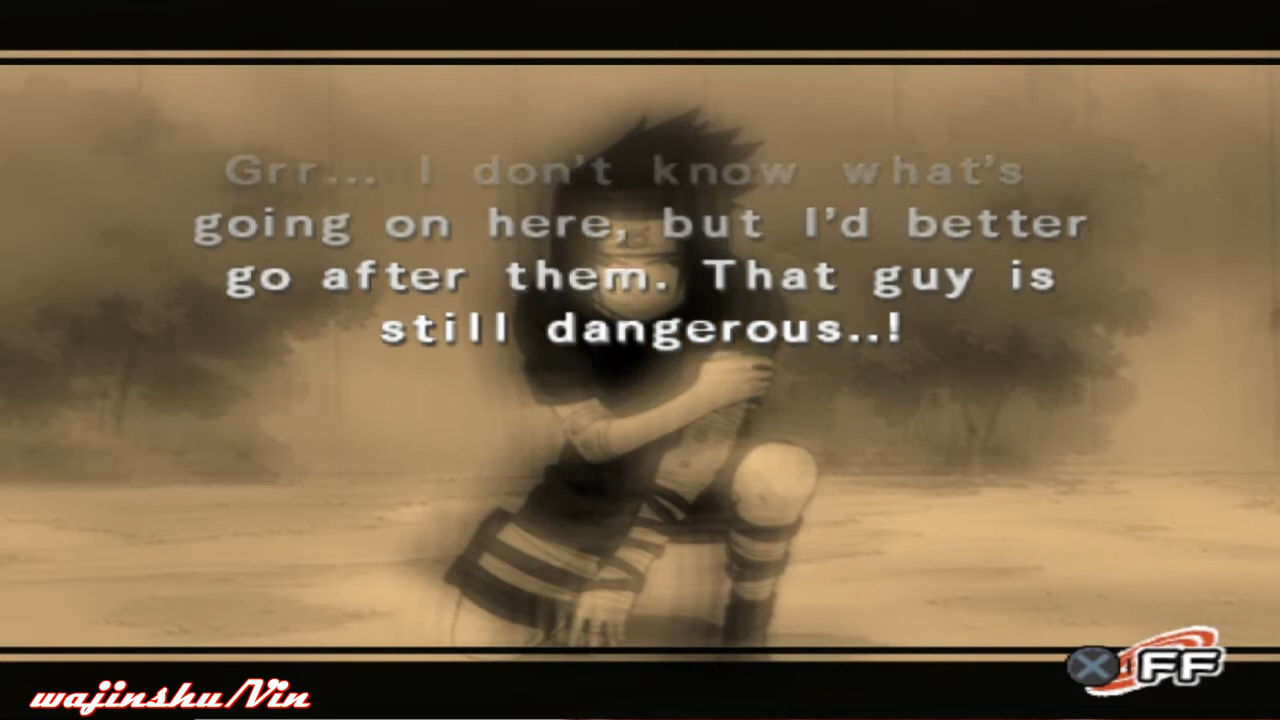 Grr... I don't know what's
going on here, but I'd better
go after them. That guy is
still dangerous..!
FF
wajinshu/Vin